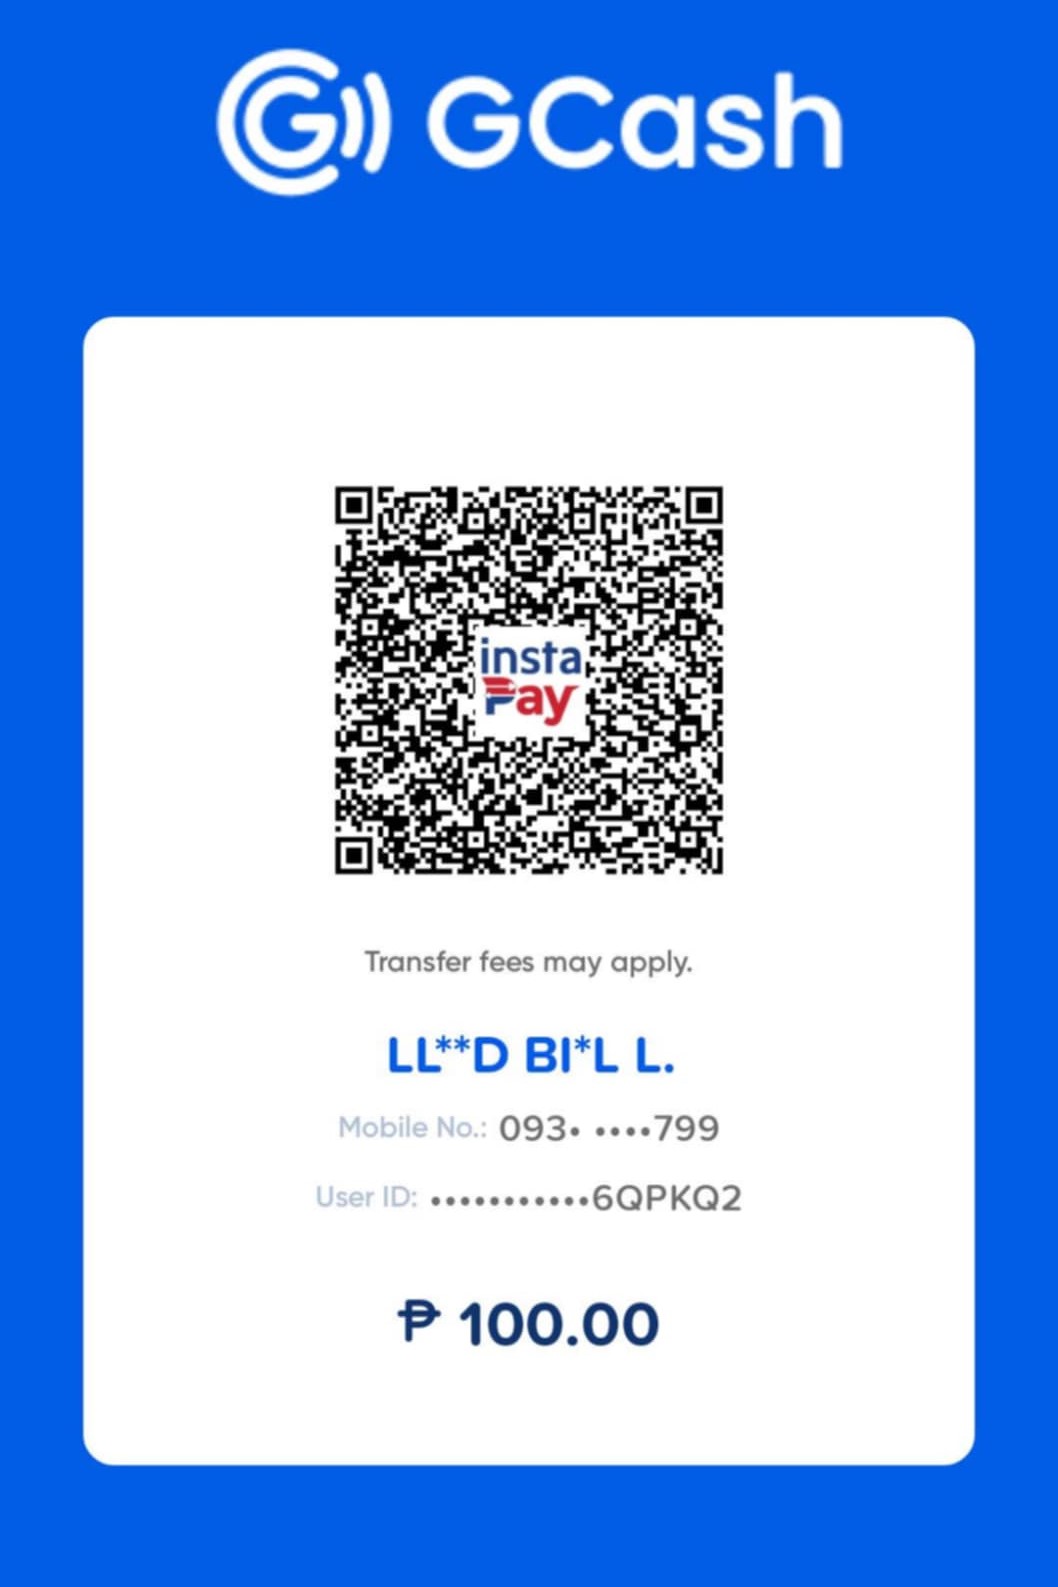 GCash
insta
Pay
Transfer fees may apply.
LL**D BI*L L.
Mobile No.: 093• ••••799
User ID: •••••••••••6QPKQ2
₱ 100.00